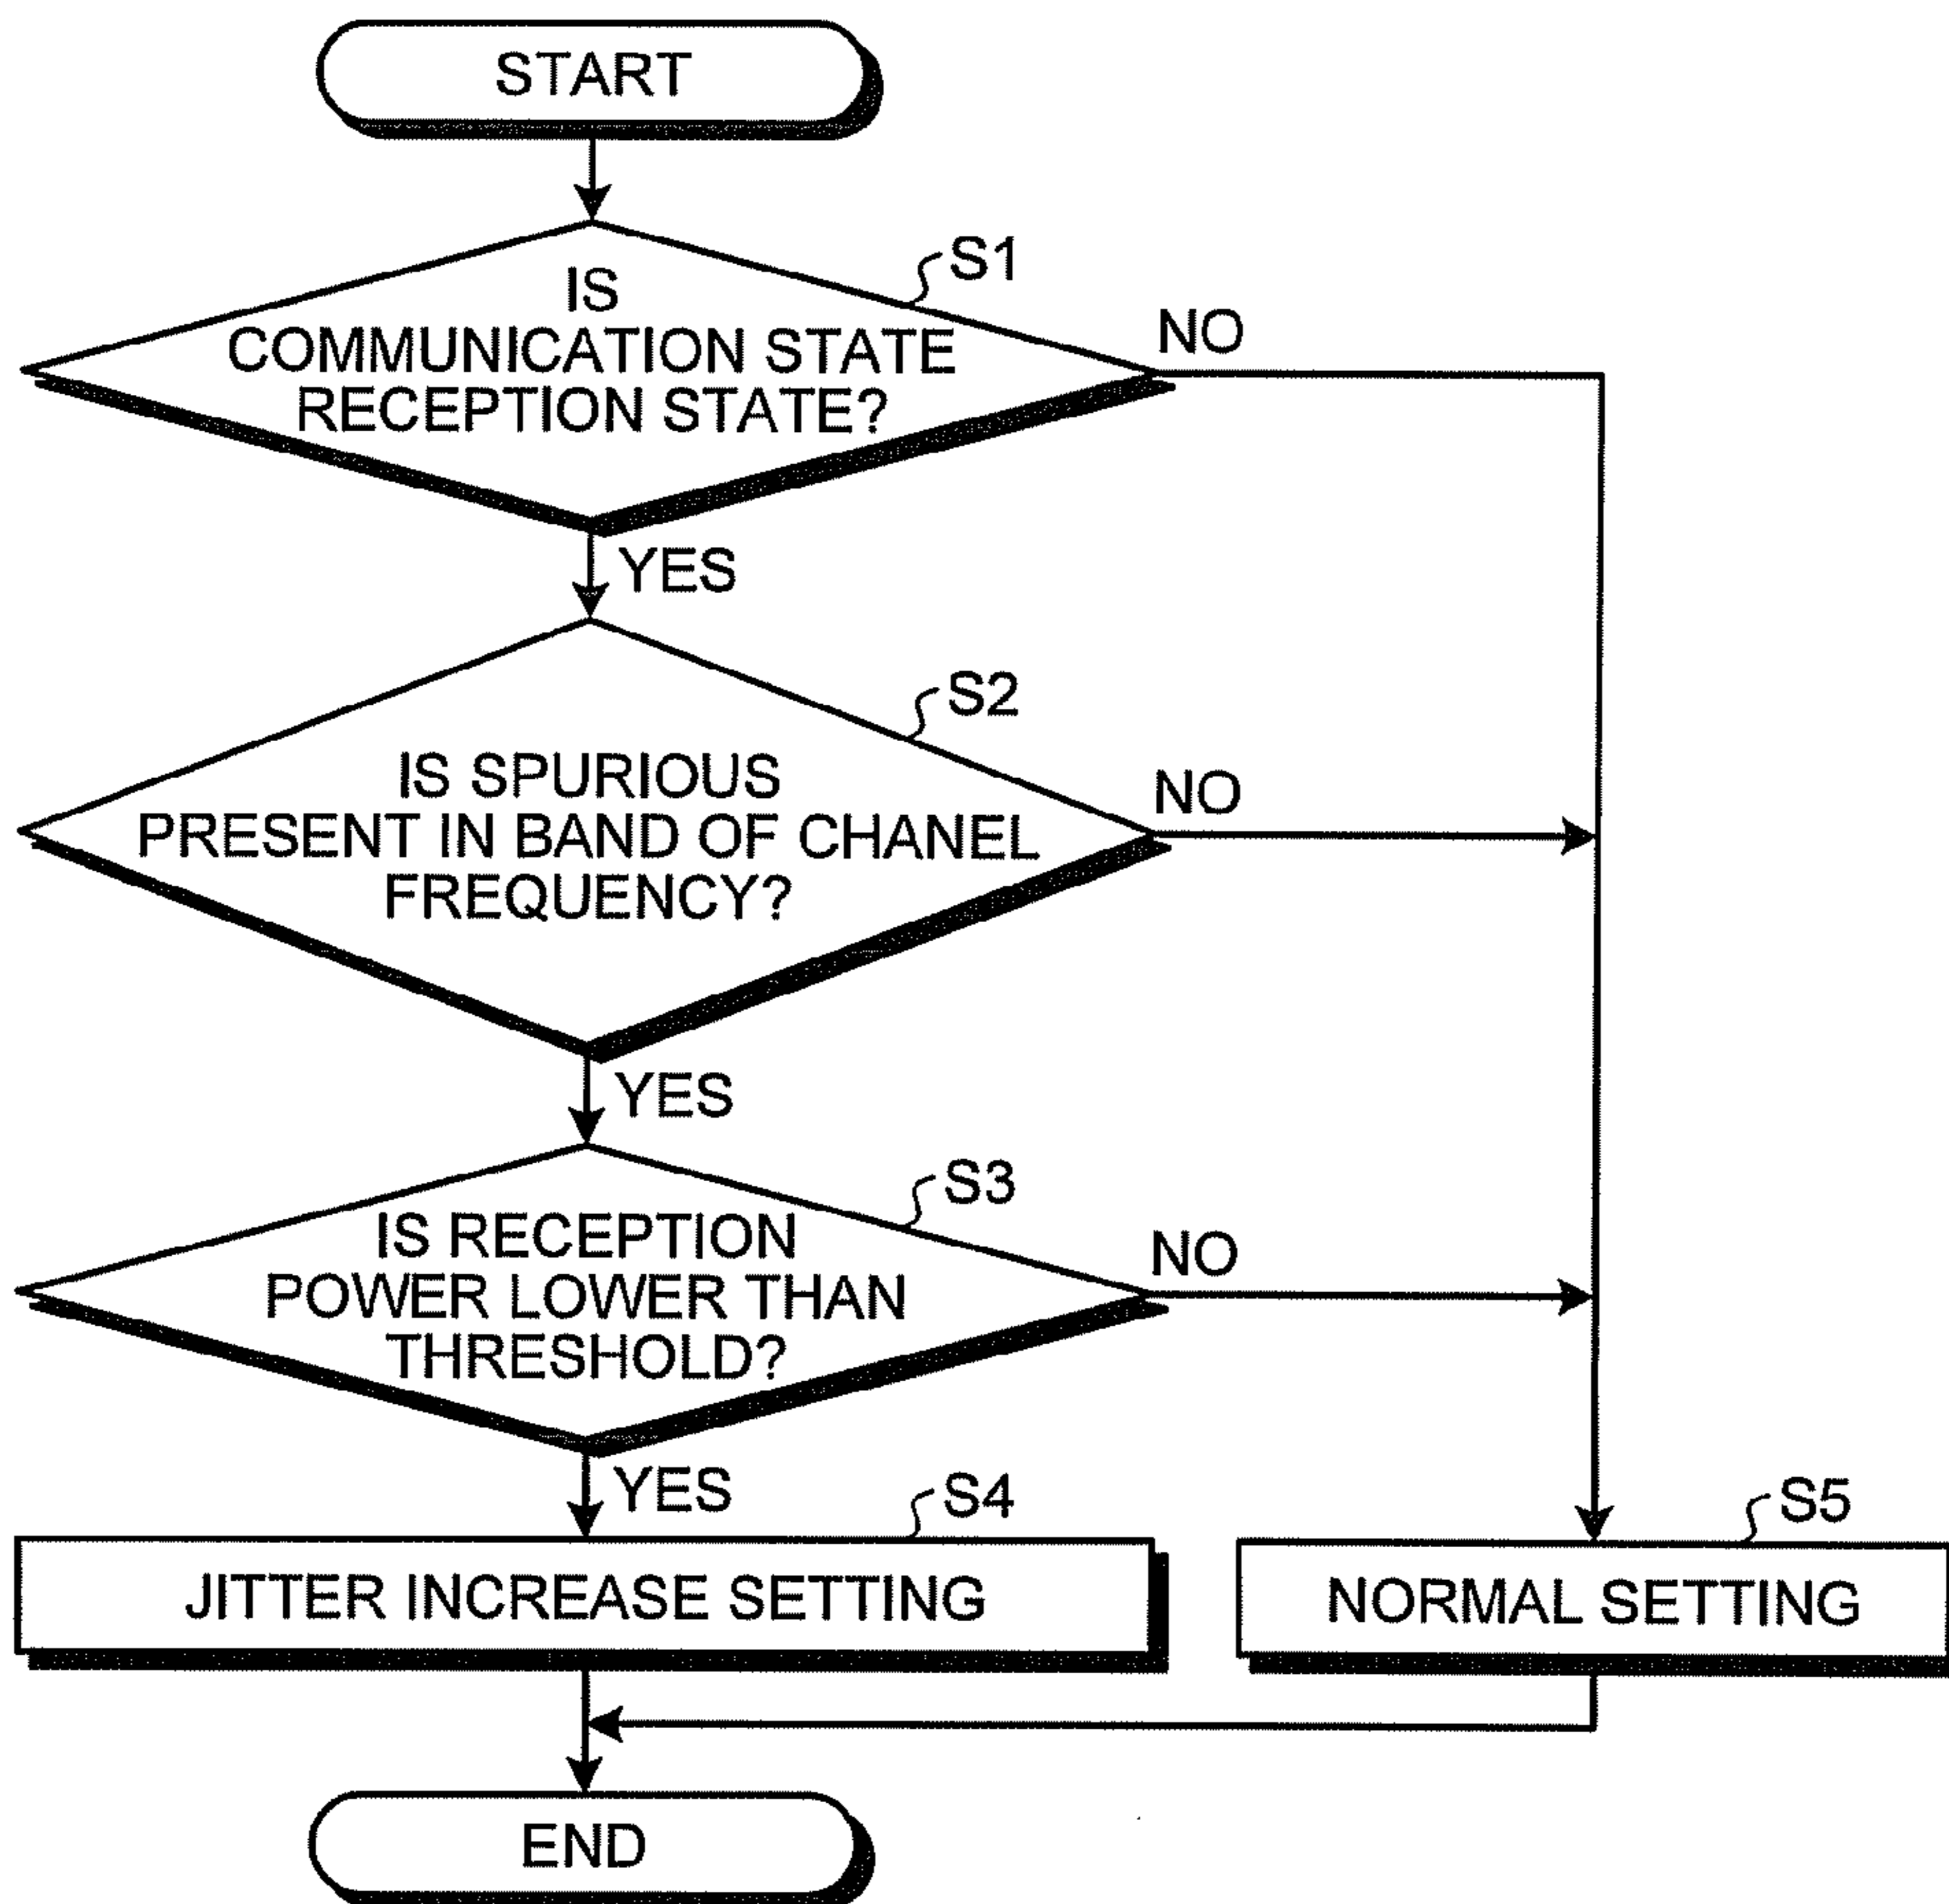 START
S1
IS
COMMUNICATION STATE
RECEPTION STATE?
NO
YES
S2
IS SPURIOUS
PRESENT IN BAND OF CHANEL
FREQUENCY?
NO
YES
S3
IS RECEPTION
POWER LOWER THAN
THRESHOLD?
NO
YES
S4
JITTER INCREASE SETTING
S5
NORMAL SETTING
END